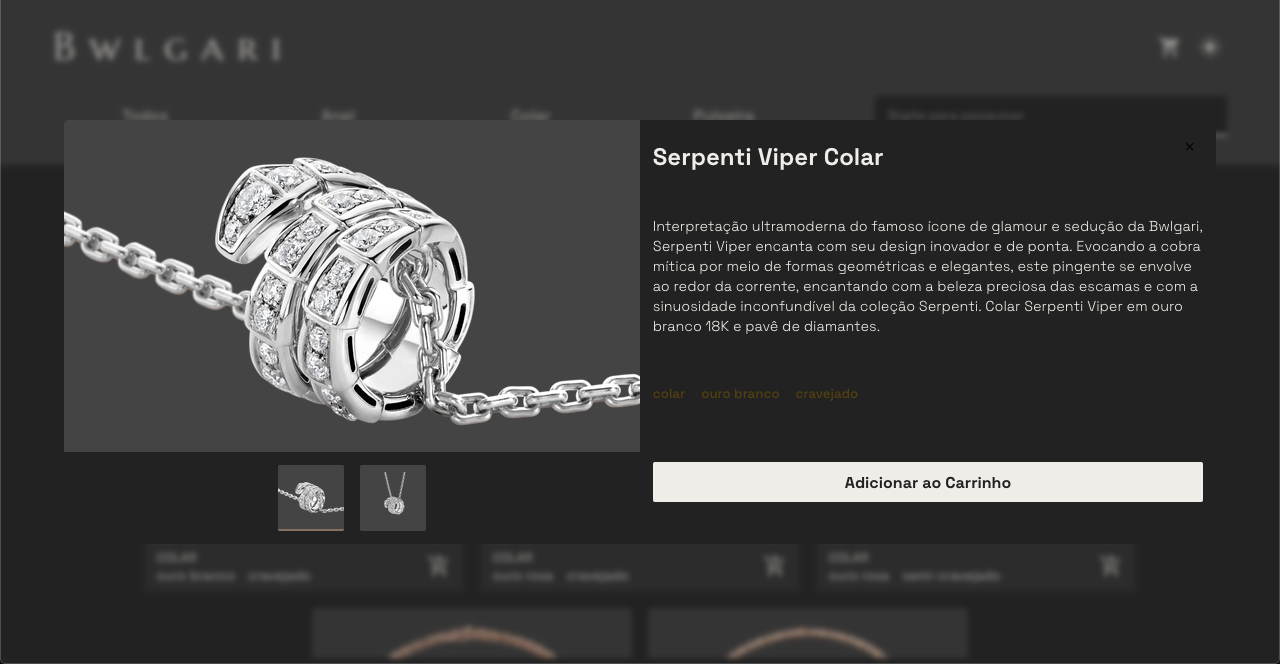 BWLGARI
Todos Anel Colar Pulseira
Serpenti Viper Colar
×
Interpretação ultramoderna do famoso ícone de glamour e sedução da Bwlgari,
Serpenti Viper encanta com seu design inovador e de ponta. Evocando a cobra
mítica por meio de formas geométricas e elegantes, este pingente se envolve
ao redor da corrente, encantando com a beleza preciosa das escamas e com a
sinuosidade inconfundível da coleção Serpenti. Colar Serpenti Viper em ouro
branco 18K e pavê de diamantes.
colar ouro branco cravejado
Adicionar ao Carrinho
ouro branco cravejado
ouro rosa cravejado
ouro rosa semi-cravejado